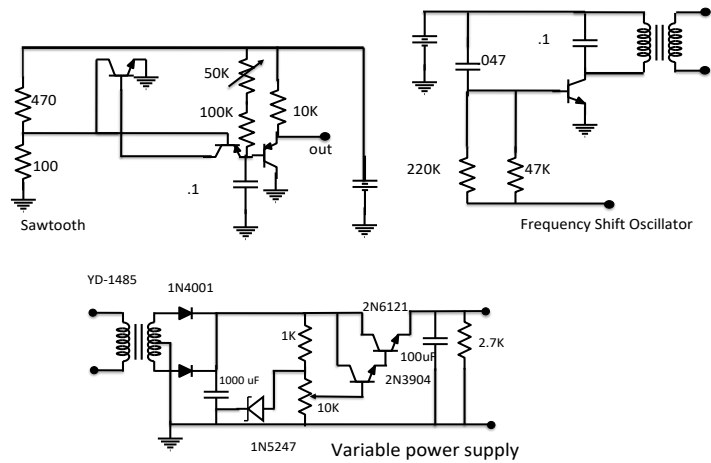 470
100
50K
100K
10K
out
.1
Sawtooth
.047
.1
220K
47K
Frequency Shift Oscillator
YD-1485
1N4001
2N6121
1K
100uF
2.7K
1000 uF
2N3904
10K
1N5247
Variable power supply